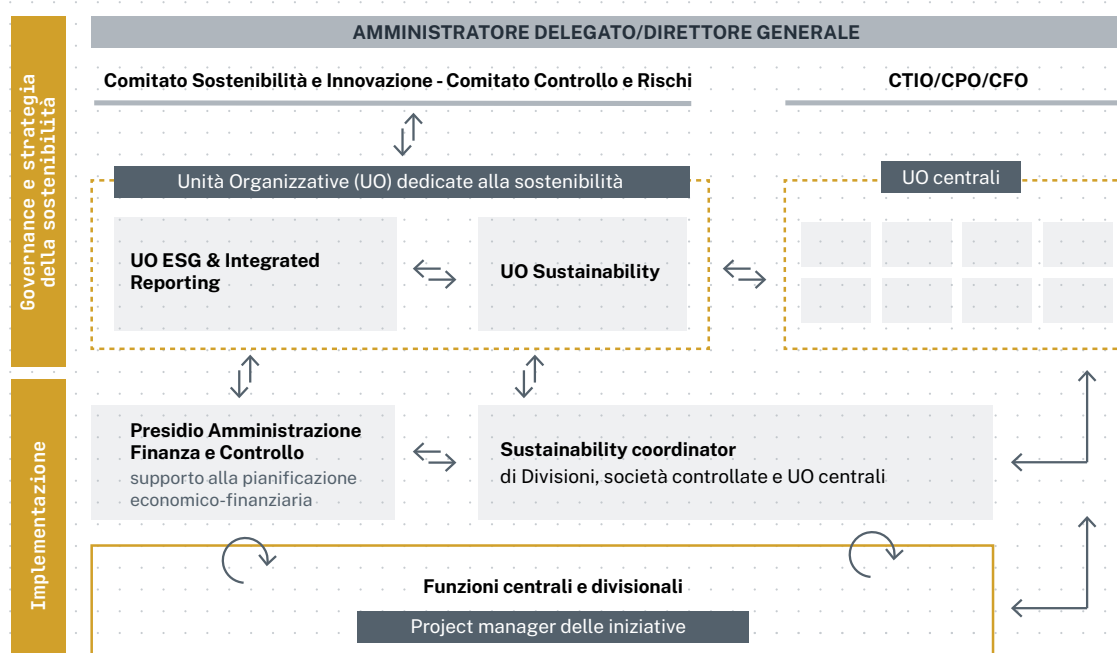 Governance e strategia
della sostenibilità
AMMINISTRATORE DELEGATO/DIRETTORE GENERALE
Comitato Sostenibilità e Innovazione - Comitato Controllo e Rischi
CTIO/CPO/CFO
Unità Organizzative (UO) dedicate alla sostenibilità
UO centrali
UO ESG & Integrated
Reporting
UO Sustainability
Implementazione
Presidio Amministrazione
Finanza e Controllo
supporto alla pianificazione
economico-finanziaria
Sustainability coordinator
di Divisioni, società controllate e UO centrali
Funzioni centrali e divisionali
Project manager delle iniziative